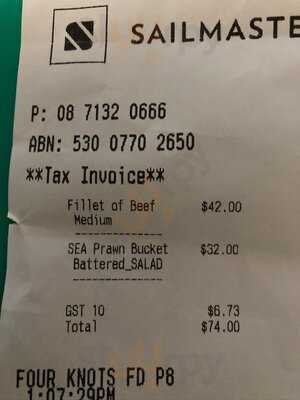 SAILMASTE
P: 08 7132 0666
ABN: 530 0770 2650
**Tax Invoice**
Fillet of Beef $42.00
Medium
SEA Prawn Bucket $32.00
Battered_SALAD
GST 10 $6.73
Total $74.00
FOUR KNOTS FD P8
1:07:29PM